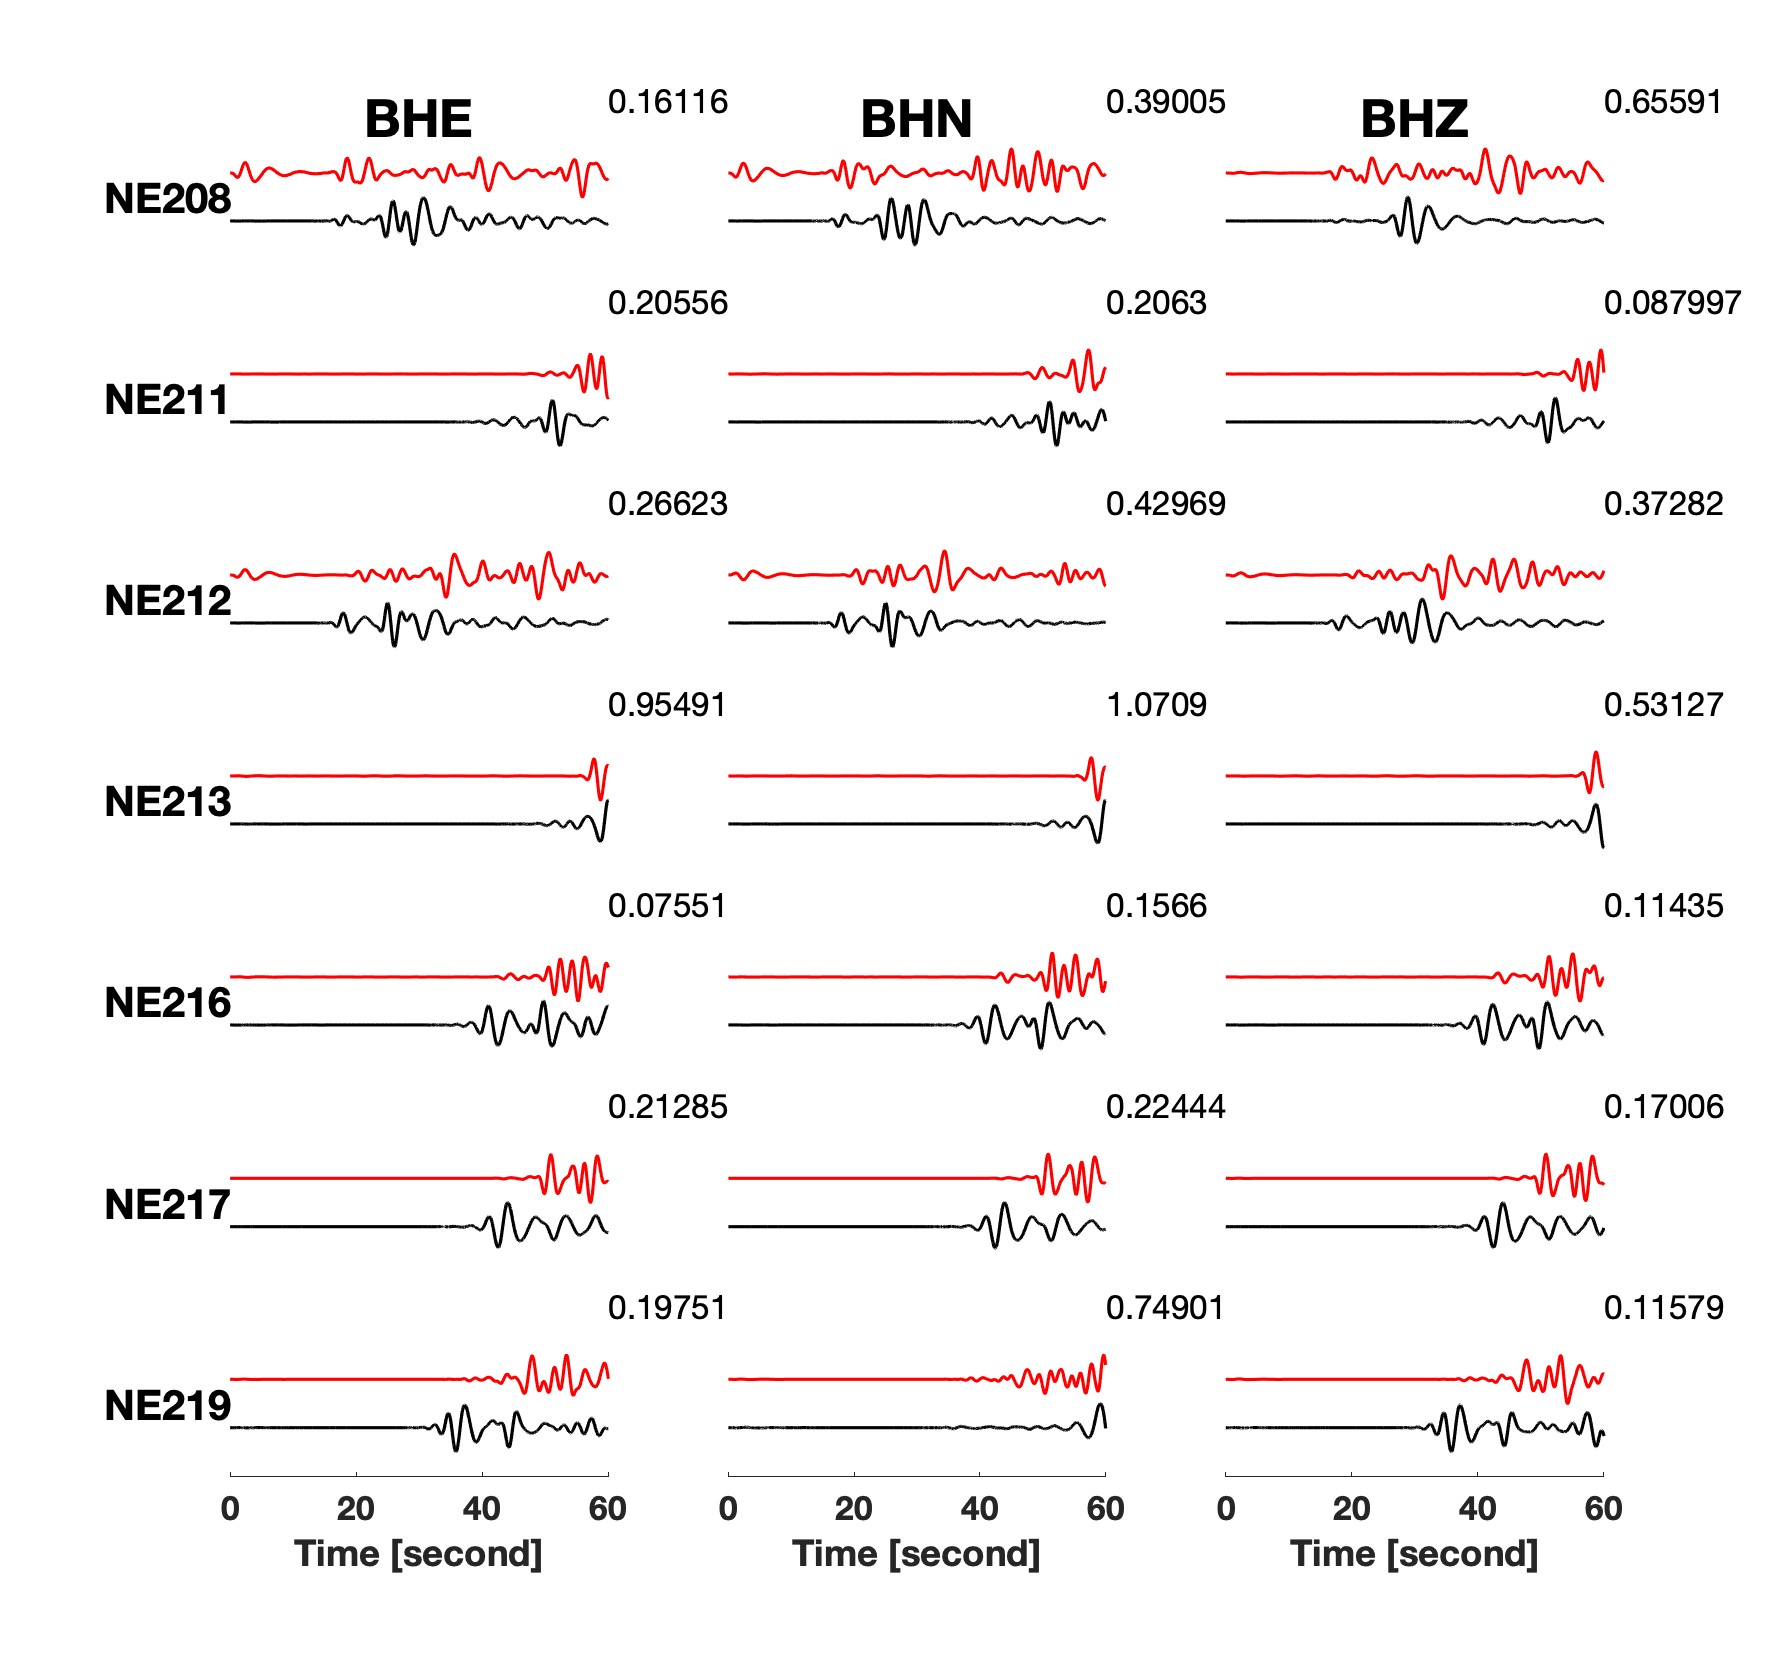 BHE 0.16116 BHN 0.39005 BHZ 0.65591
NE208
0.20556 0.2063 0.087997
NE211
0.26623 0.42969 0.37282
NE212
0.95491 1.0709 0.53127
NE213
0.07551 0.1566 0.11435
NE216
0.21285 0.22444 0.17006
NE217
0.19751 0.74901 0.11579
NE219
0 20 40 60 0 20 40 60 0 20 40 60
Time [second] Time [second] Time [second]